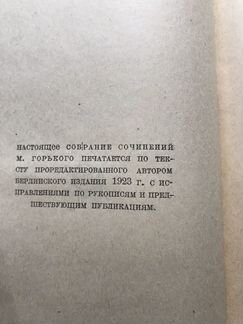 НАСТОЯЩЕЕ СОБРАНИЕ СОЧИНЕНИЙ
М. ГОРЬКОГО ПЕЧАТАЕТСЯ ПО ТЕК-
СТУ ПРОРЕДАКТИРОВАННОГО АВТОРОМ
БЕРЛИНСКОГО ИЗДАНИЯ 1923 Г. С ИС-
ПРАВЛЕНИЯМИ ПО РУКОПИСЯМ И ПРЕД-
ШЕСТВУЮЩИМ ПУБЛИКАЦИЯМ.